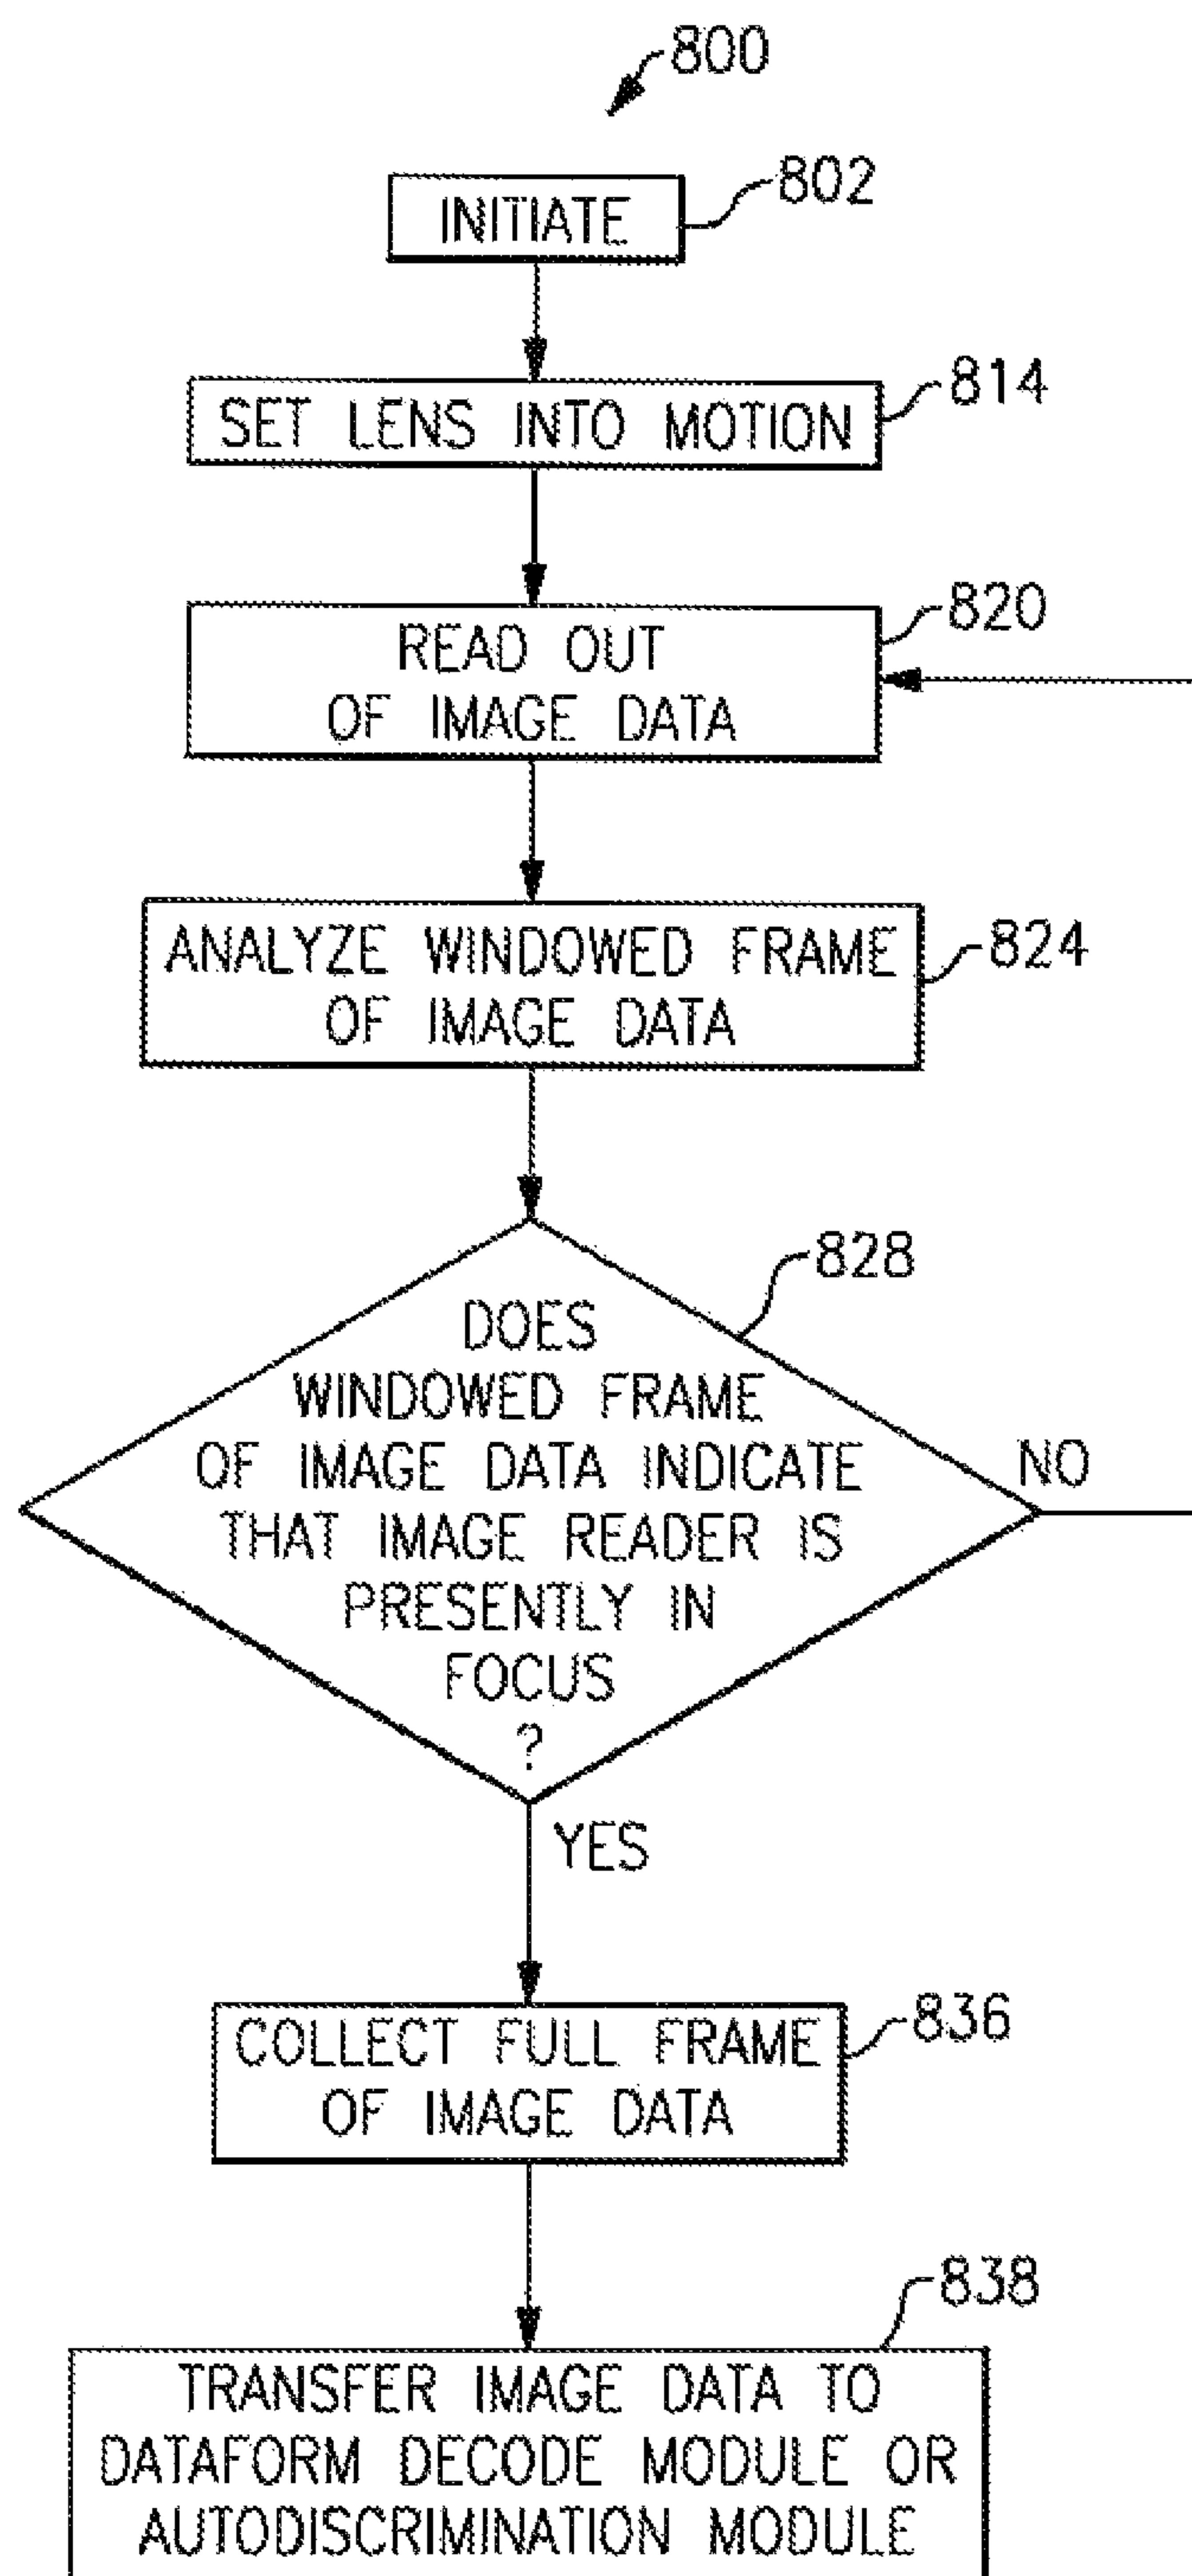 800
INITIATE
802
SET LENS INTO MOTION
814
READ OUT
OF IMAGE DATA
820
ANALYZE WINDOWED FRAME
OF IMAGE DATA
824
DOES
WINDOWED FRAME
OF IMAGE DATA INDICATE
THAT IMAGE READER IS
PRESENTLY IN
FOCUS
?
828
NO
YES
COLLECT FULL FRAME
OF IMAGE DATA
836
838
TRANSFER IMAGE DATA TO
DATAFORM DECODE MODULE OR
AUTODISCRIMINATION MODULE